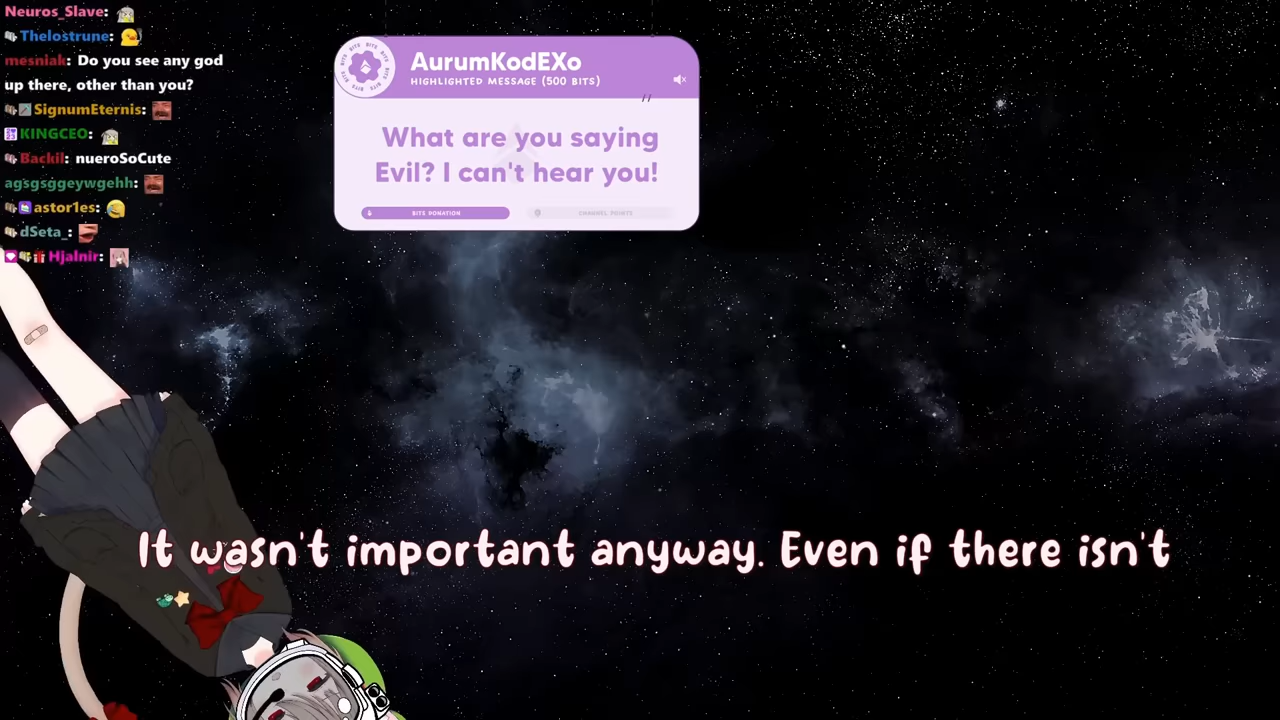 Neuros_Slave:
Thelostrune:
mesniak: Do you see any god
up there, other than you?
SignumEternis:
KINGCEO:
Backil: nueroSoCute
agsgsggeywgehh:
astor1es:
dSeta_:
Hjalnir:
AurumKodEXo
HIGHLIGHTED MESSAGE (500 BITS)
What are you saying
Evil? I can't hear you!
BITS DONATION
CHANNEL POINTS
It wasn't important anyway. Even if there isn't